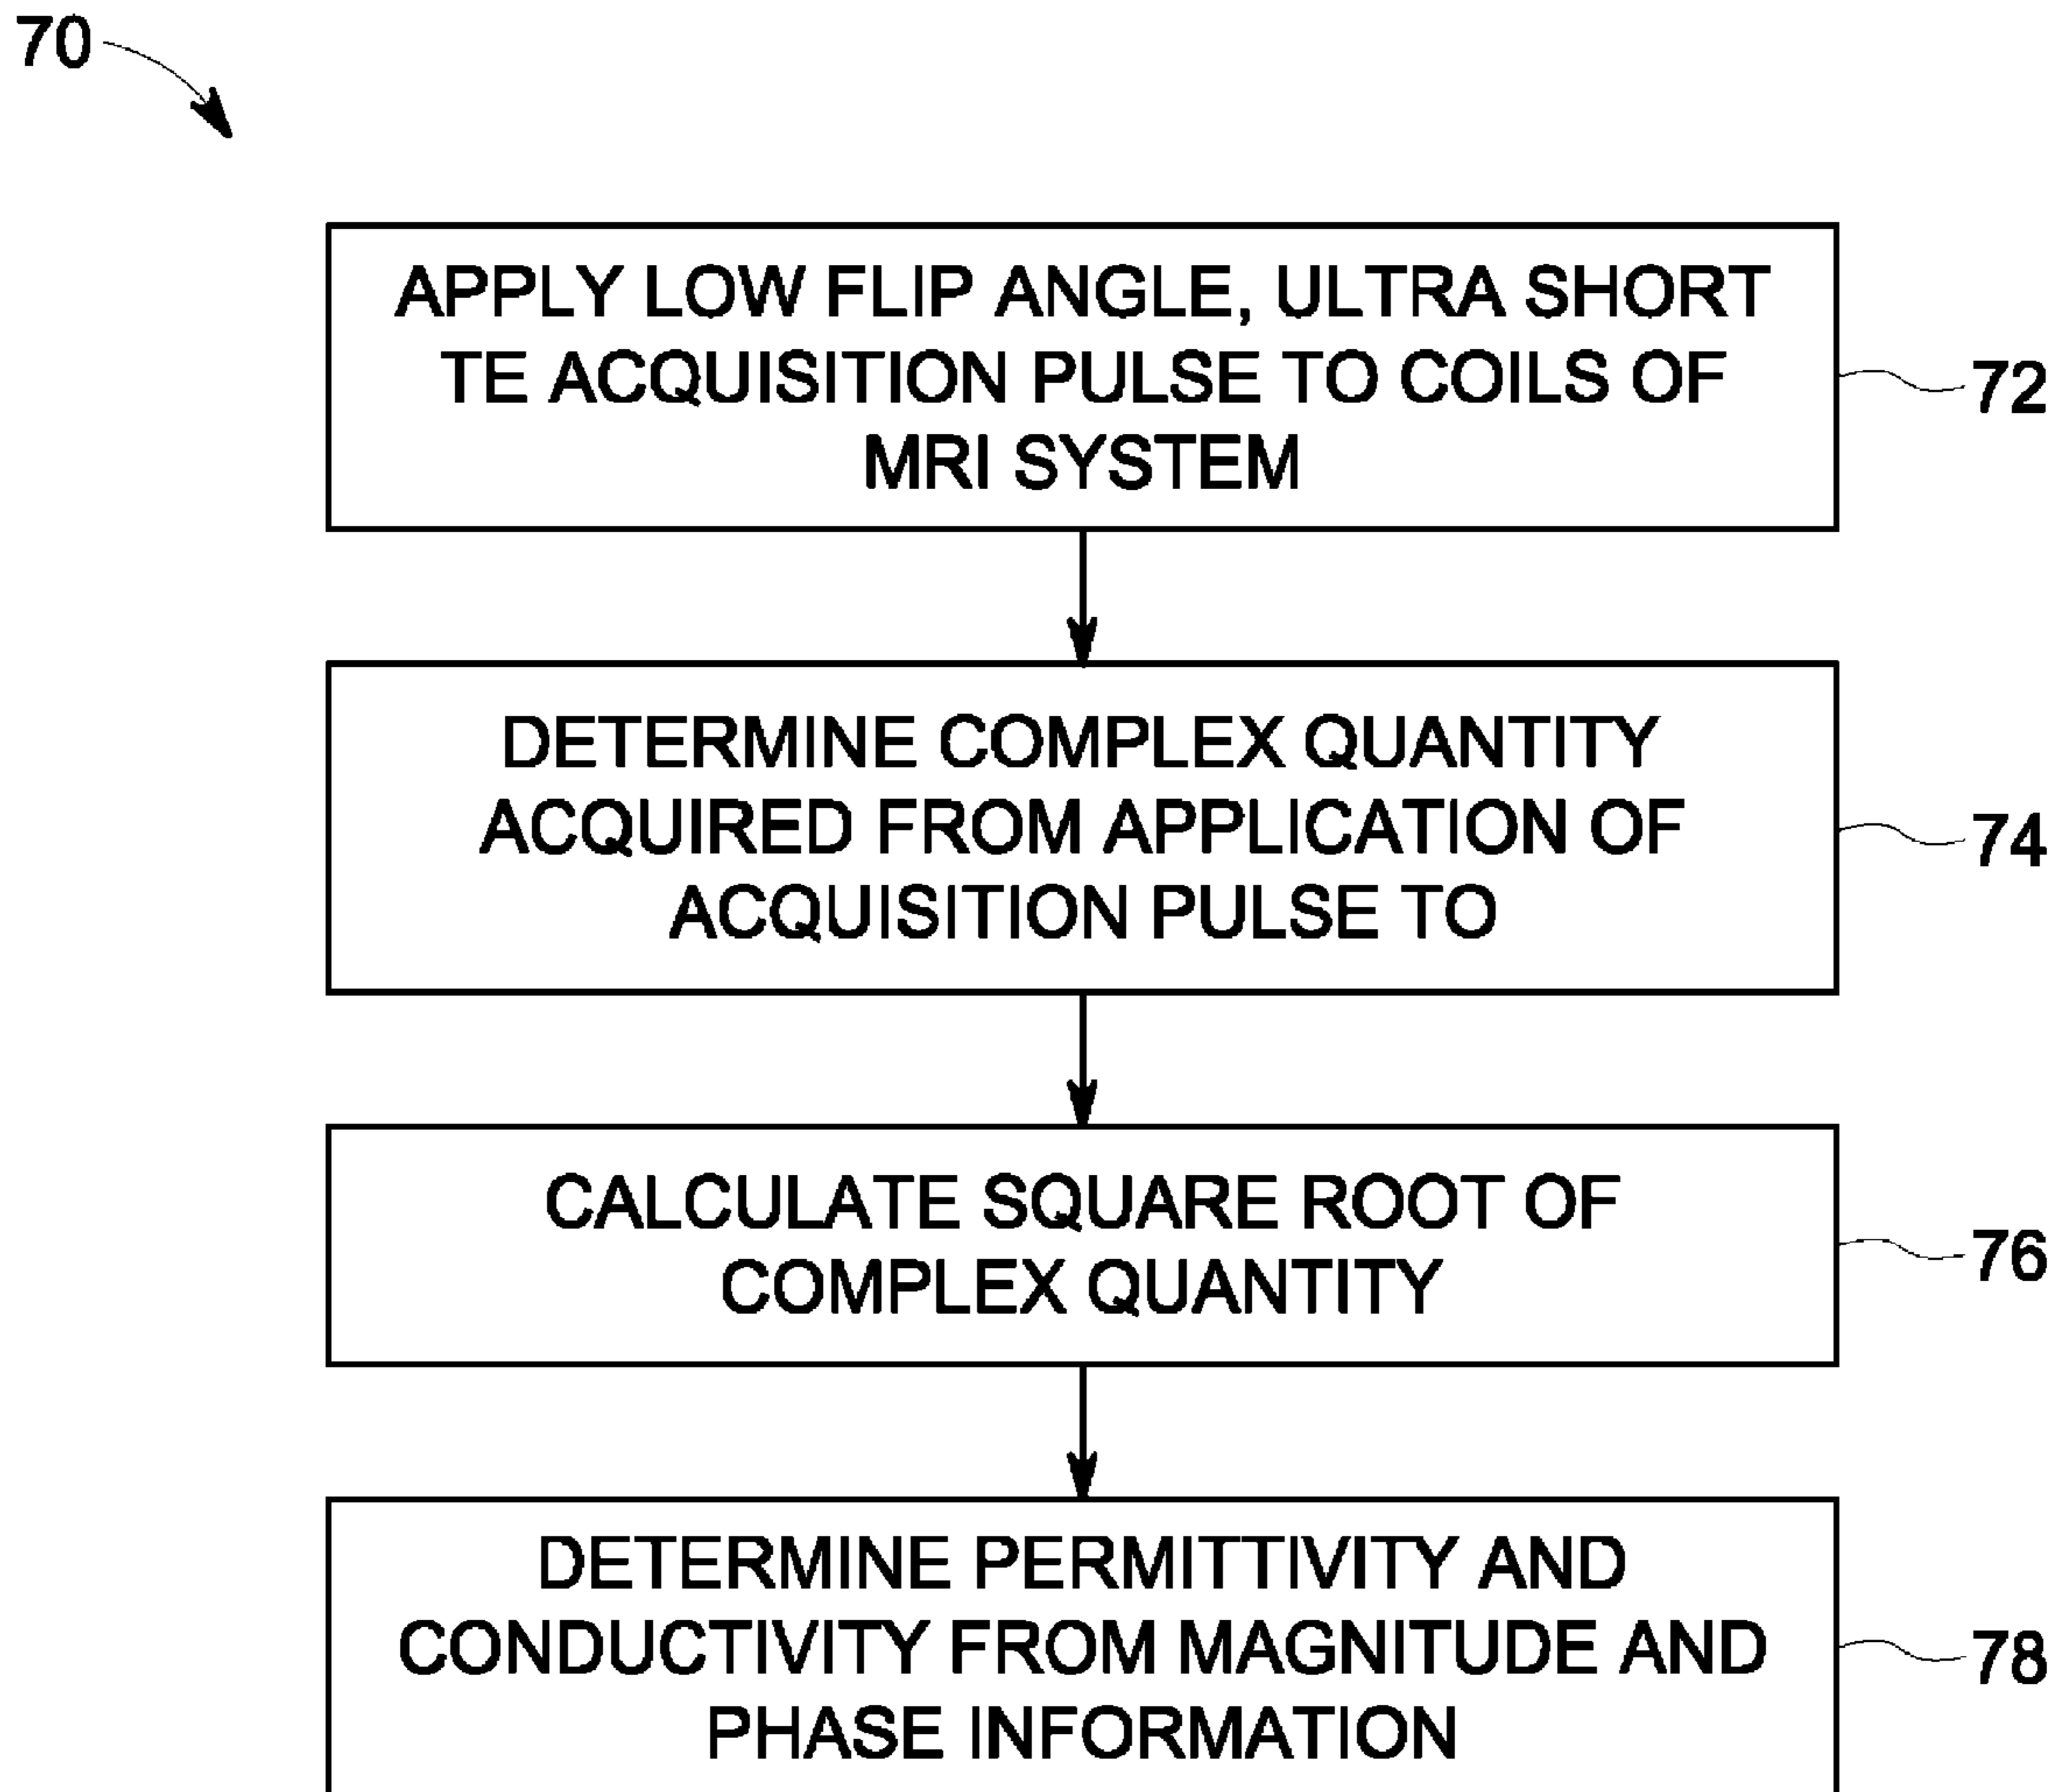 70
APPLY LOW FLIP ANGLE, ULTRA SHORT
TE ACQUISITION PULSE TO COILS OF
MRI SYSTEM
72
DETERMINE COMPLEX QUANTITY
ACQUIRED FROM APPLICATION OF
ACQUISITION PULSE TO
74
CALCULATE SQUARE ROOT OF
COMPLEX QUANTITY
76
DETERMINE PERMITTIVITY AND
CONDUCTIVITY FROM MAGNITUDE AND
PHASE INFORMATION
78